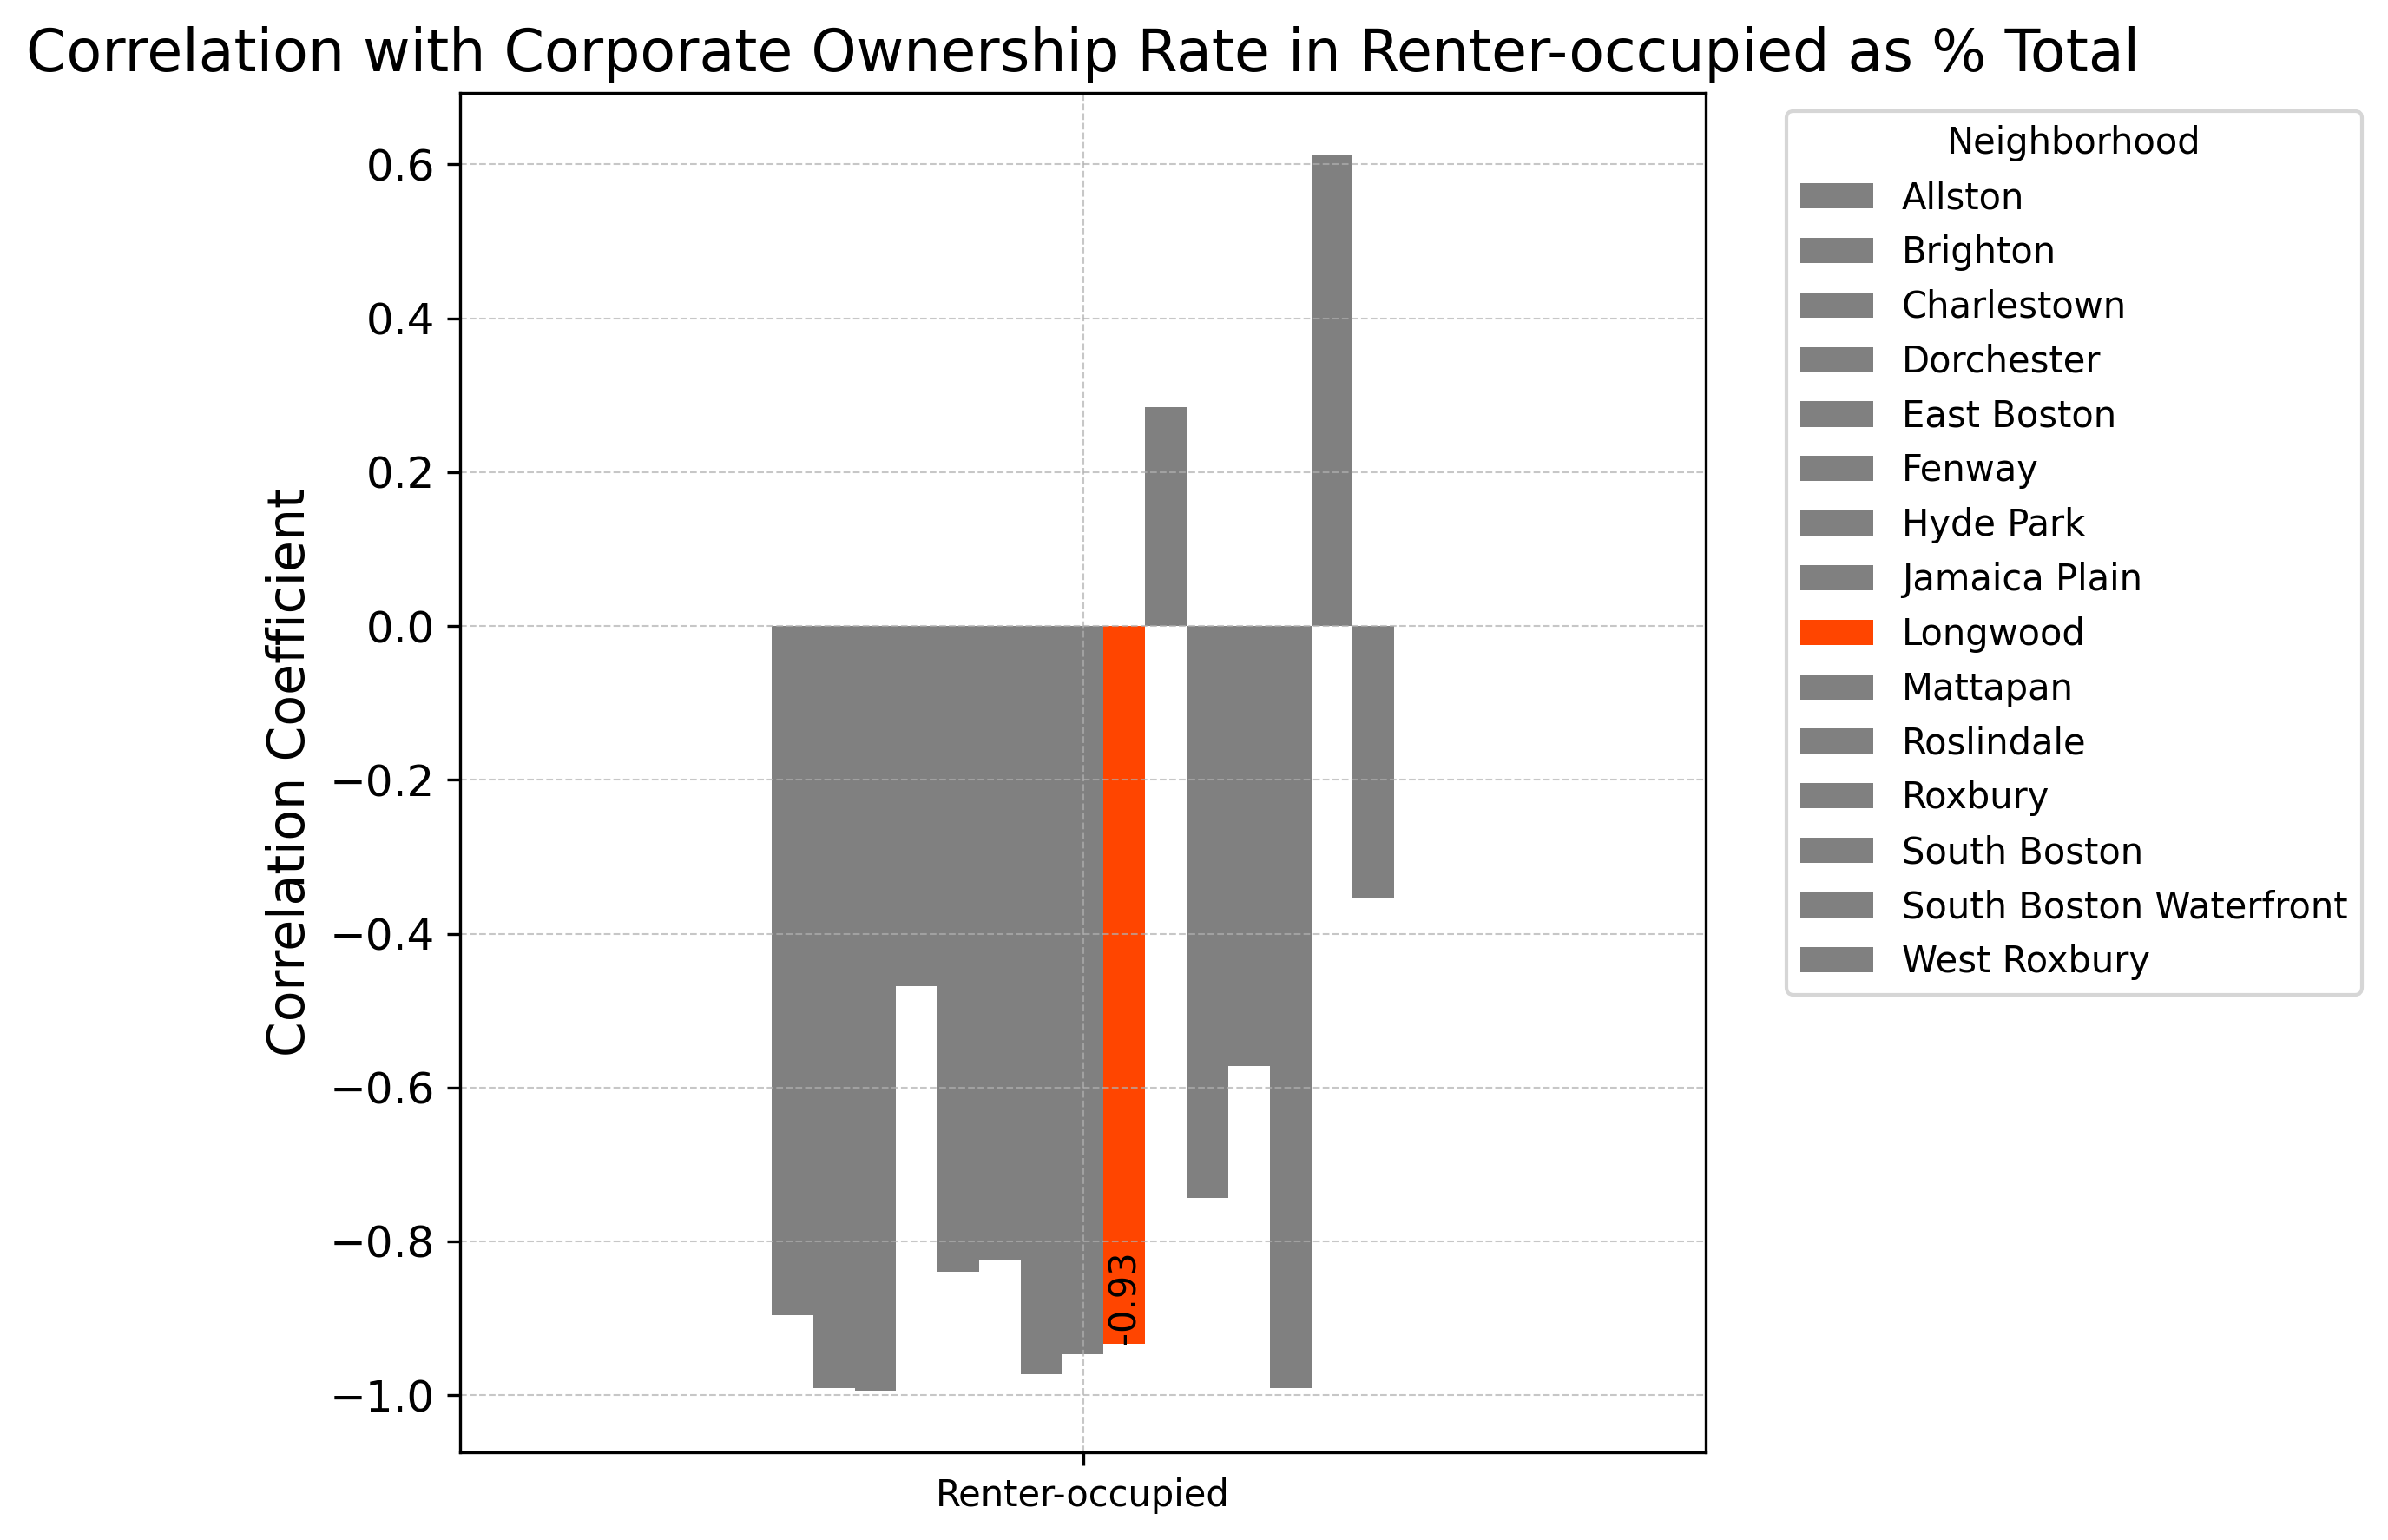 Correlation with Corporate Ownership Rate in Renter-occupied as % Total
Correlation Coefficient
0.6
0.4
0.2
0.0
−0.2
−0.4
−0.6
−0.8
−1.0
-0.93
Renter-occupied
Neighborhood
Allston
Brighton
Charlestown
Dorchester
East Boston
Fenway
Hyde Park
Jamaica Plain
Longwood
Mattapan
Roslindale
Roxbury
South Boston
South Boston Waterfront
West Roxbury